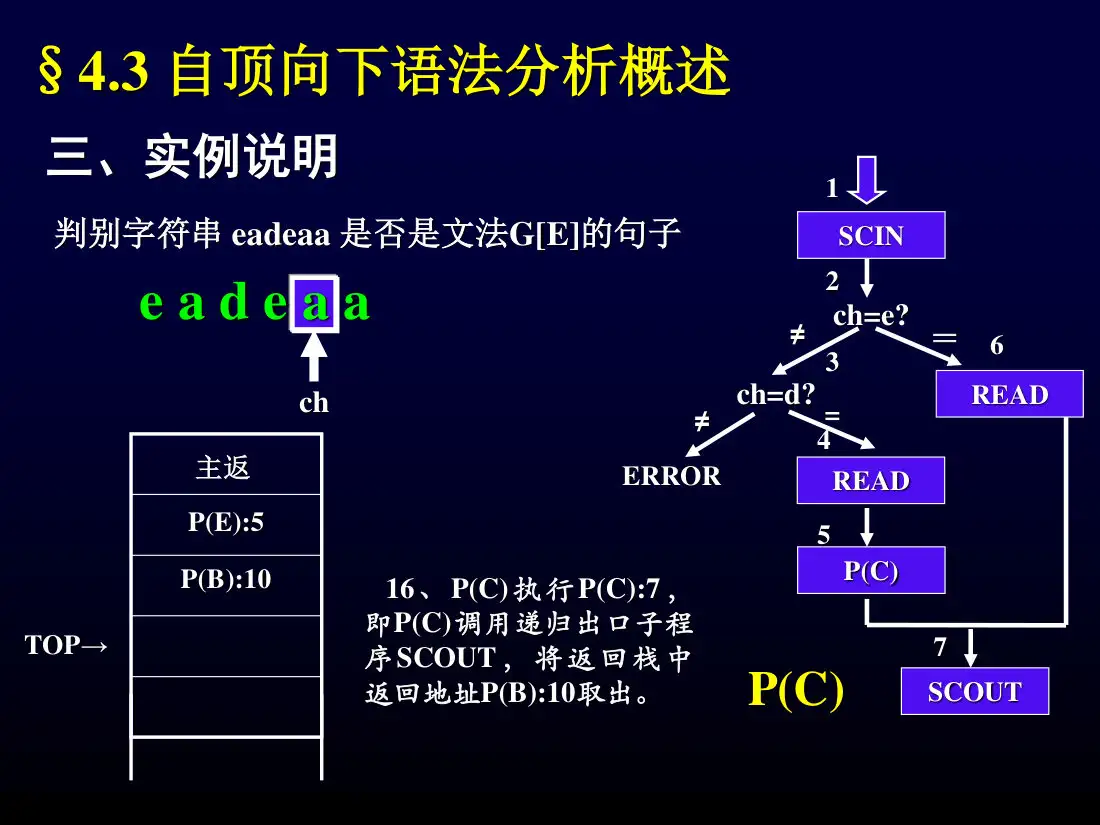 §4.3 自顶向下语法分析概述
三、实例说明
判别字符串 eadeaa 是否是文法G[E]的句子
e a d e a a
ch
主返
P(E):5
P(B):10
TOP→
16、P(C)执行P(C):7，
即P(C)调用递归出口子程
序SCOUT，将返回栈中
返回地址P(B):10取出。
P(C)
1
SCIN
2
ch=e?
≠
=
3
6
ch=d?
READ
≠
=
4
ERROR
READ
5
P(C)
7
SCOUT